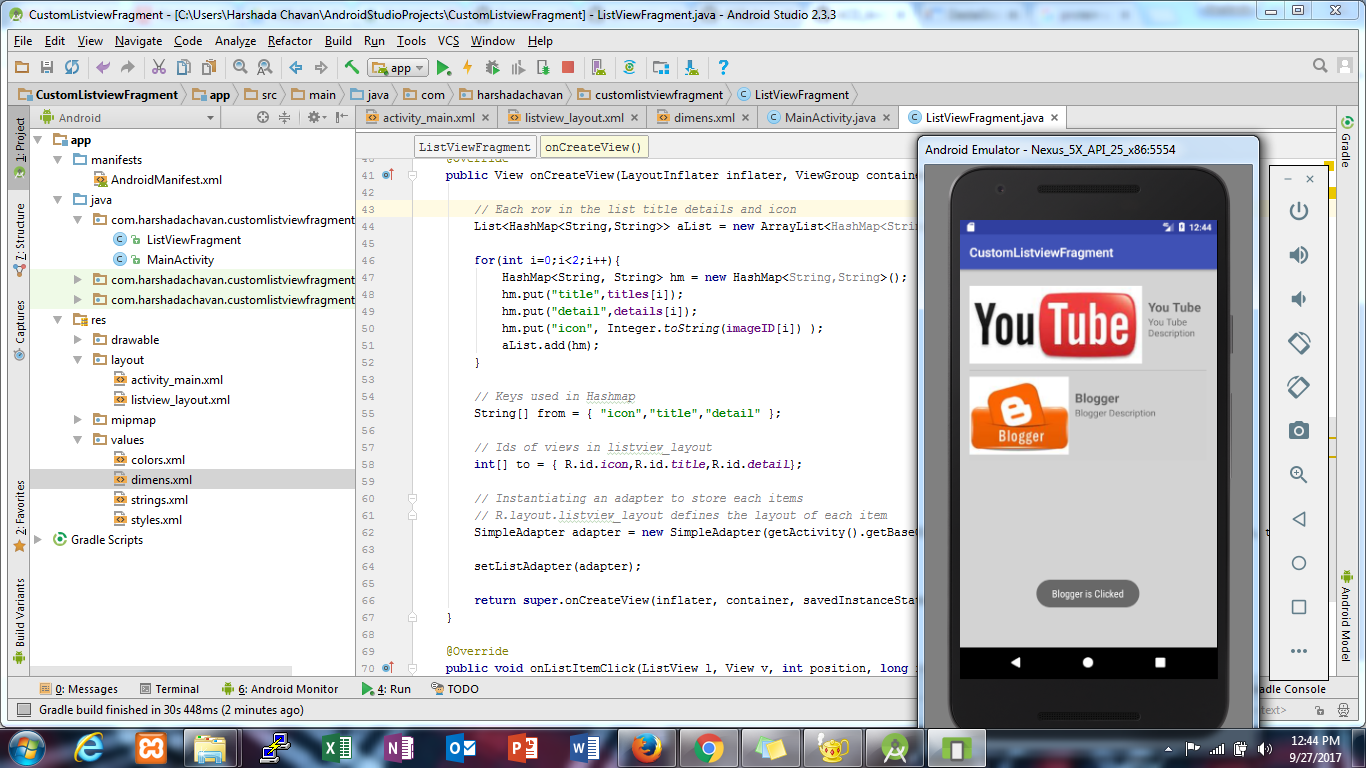 CustomListviewFragment - [C:\Users\Harshada Chavan\AndroidStudioProjects\CustomListviewFragment] - ListViewFragment.java - Android Studio 2.3.3
File Edit View Navigate Code Analyze Refactor Build Run Tools VCS Window Help
app
CustomListviewFragment app src main java com harshadachavan customlistviewfragment ListViewFragment
Android
activity_main.xml listview_layout.xml dimens.xml MainActivity.java ListViewFragment.java
ListViewFragment onCreateView()
1: Project
7: Structure
Captures
2: Favorites
Build Variants
app
manifests
AndroidManifest.xml
java
com.harshadachavan.customlistviewfragment
ListViewFragment
MainActivity
com.harshadachavan.customlistviewfragment
com.harshadachavan.customlistviewfragment
res
drawable
layout
activity_main.xml
listview_layout.xml
mipmap
values
colors.xml
dimens.xml
strings.xml
styles.xml
Gradle Scripts
40 @Override
41 public View onCreateView(LayoutInflater inflater, ViewGroup containe
42
43 // Each row in the list title details and icon
44 List<HashMap<String,String>> aList = new ArrayList<HashMap<Stri
45
46 for(int i=0;i<2;i++){
47 HashMap<String, String> hm = new HashMap<String,String>();
48 hm.put("title",titles[i]);
49 hm.put("detail",details[i]);
50 hm.put("icon", Integer.toString(imageID[i]) );
51 aList.add(hm);
52 }
53
54 // Keys used in Hashmap
55 String[] from = { "icon","title","detail" };
56
57 // Ids of views in listview_layout
58 int[] to = { R.id.icon,R.id.title,R.id.detail};
59
60 // Instantiating an adapter to store each items
61 // R.layout.listview_layout defines the layout of each item
62 SimpleAdapter adapter = new SimpleAdapter(getActivity().getBase
63
64 setListAdapter(adapter);
65
66 return super.onCreateView(inflater, container, savedInstanceSta
67 }
68
69 @Override
70 public void onListItemClick(ListView l, View v, int position, long
Android Emulator - Nexus_5X_API_25_x86:5554
12:44
CustomListviewFragment
YouTube
You Tube
You Tube
Description
Blogger
Blogger
Blogger Description
Blogger is Clicked
Gradle
Android Model
0: Messages Terminal 6: Android Monitor 4: Run TODO
adle Console
Gradle build finished in 30s 448ms (2 minutes ago)
text>
12:44 PM
9/27/2017